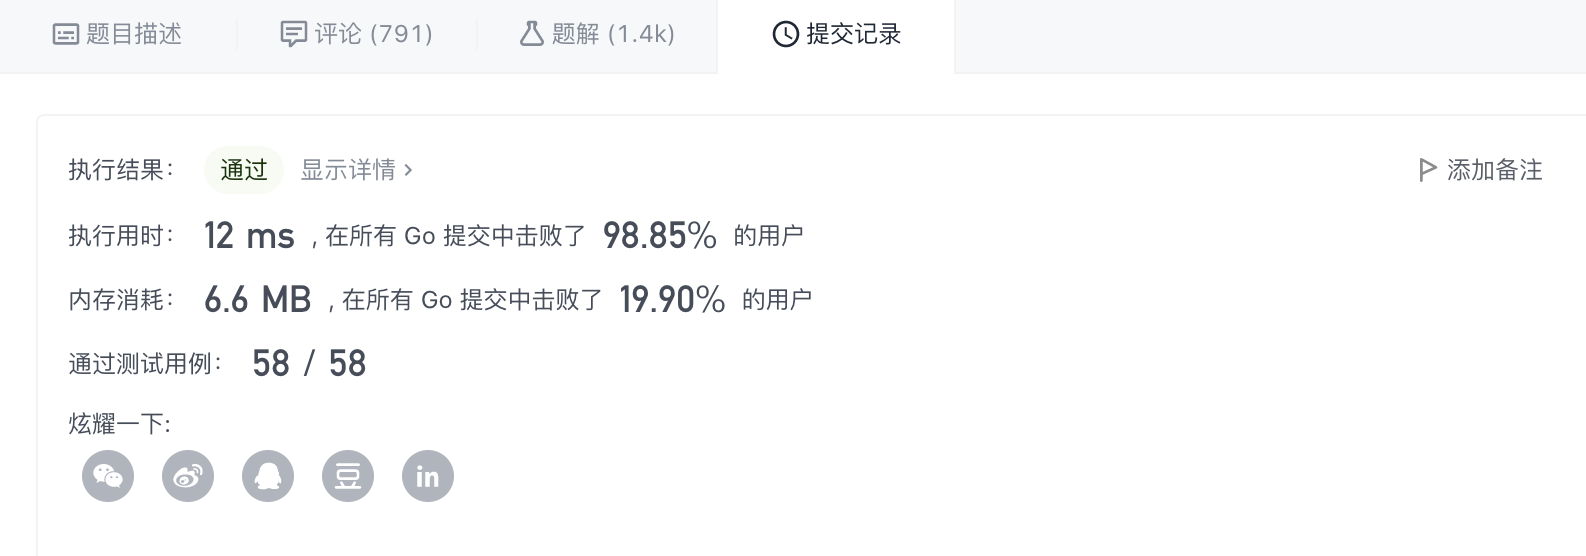 题目描述 评论 (791) 题解 (1.4k) 提交记录
执行结果： 通过 显示详情 > 添加备注
执行用时： 12 ms , 在所有 Go 提交中击败了 98.85% 的用户
内存消耗： 6.6 MB , 在所有 Go 提交中击败了 19.90% 的用户
通过测试用例： 58 / 58
炫耀一下:
豆 in